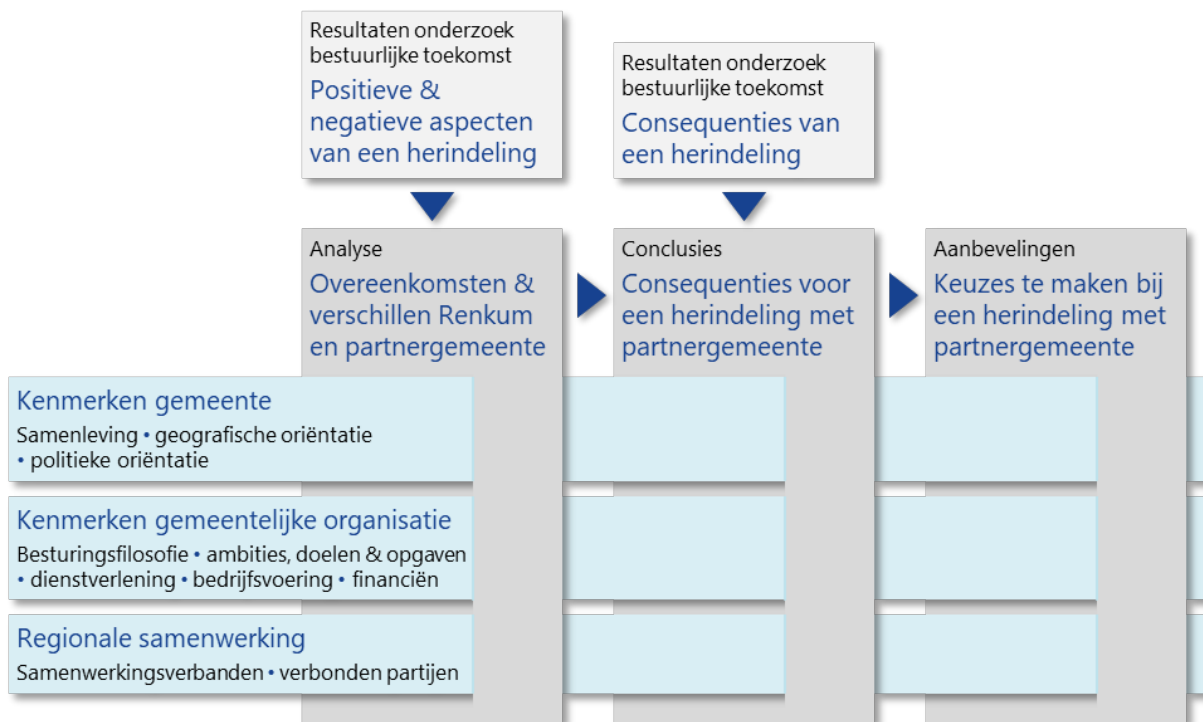 Resultaten onderzoek
bestuurlijke toekomst
Positieve &
negatieve aspecten
van een herindeling
Resultaten onderzoek
bestuurlijke toekomst
Consequenties van
een herindeling
Analyse
Overeenkomsten &
verschillen Renkum
en partnergemeente
Conclusies
Consequenties voor
een herindeling met
partnergemeente
Aanbevelingen
Keuzes te maken bij
een herindeling met
partnergemeente
Kenmerken gemeente
Samenleving • geografische oriëntatie
• politieke oriëntatie
Kenmerken gemeentelijke organisatie
Besturingsfilosofie • ambities, doelen & opgaven
• dienstverlening • bedrijfsvoering • financiën
Regionale samenwerking
Samenwerkingsverbanden • verbonden partijen